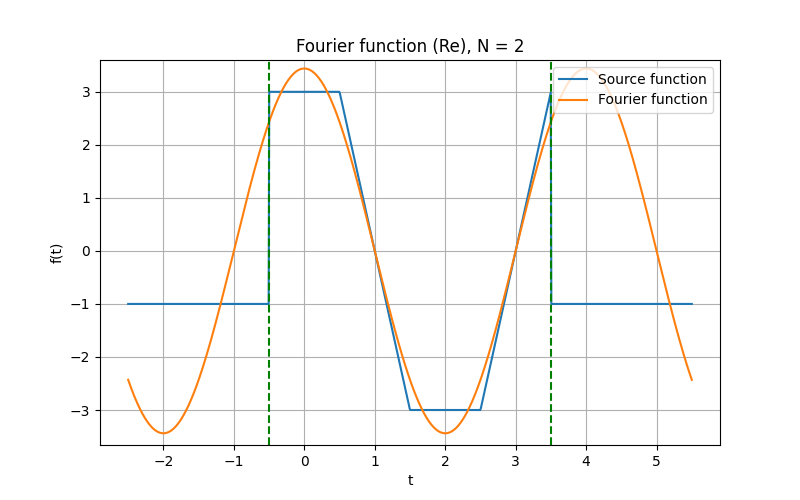 Fourier function (Re), N = 2
Source function
Fourier function
f(t)
3
2
1
0
−1
−2
−3
−2 −1 0 1 2 3 4 5
t